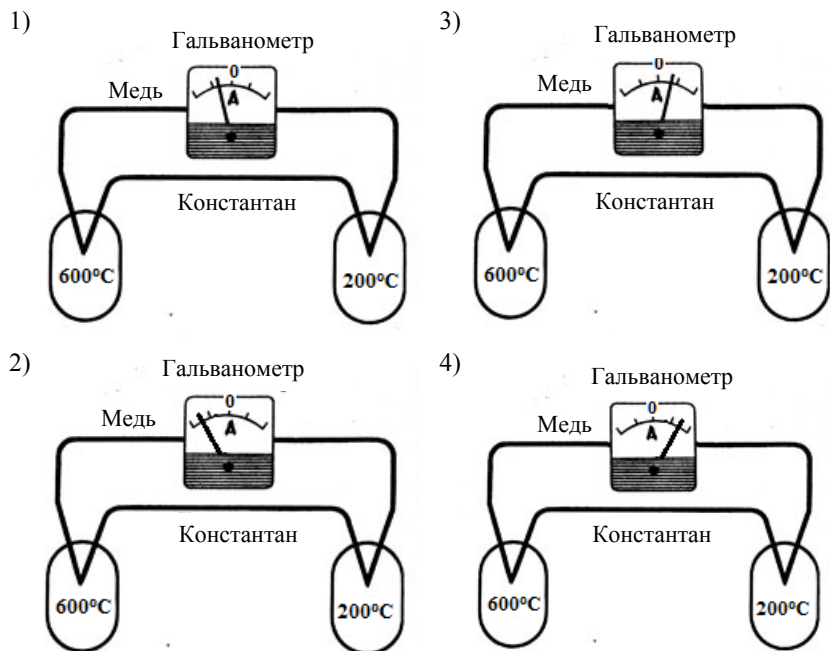 1)
Гальванометр
0
A
Медь
Константан
600°C
200°C
3)
Гальванометр
0
A
Медь
Константан
600°C
200°C
2)
Гальванометр
0
A
Медь
Константан
600°C
200°C
4)
Гальванометр
0
A
Медь
Константан
600°C
200°C